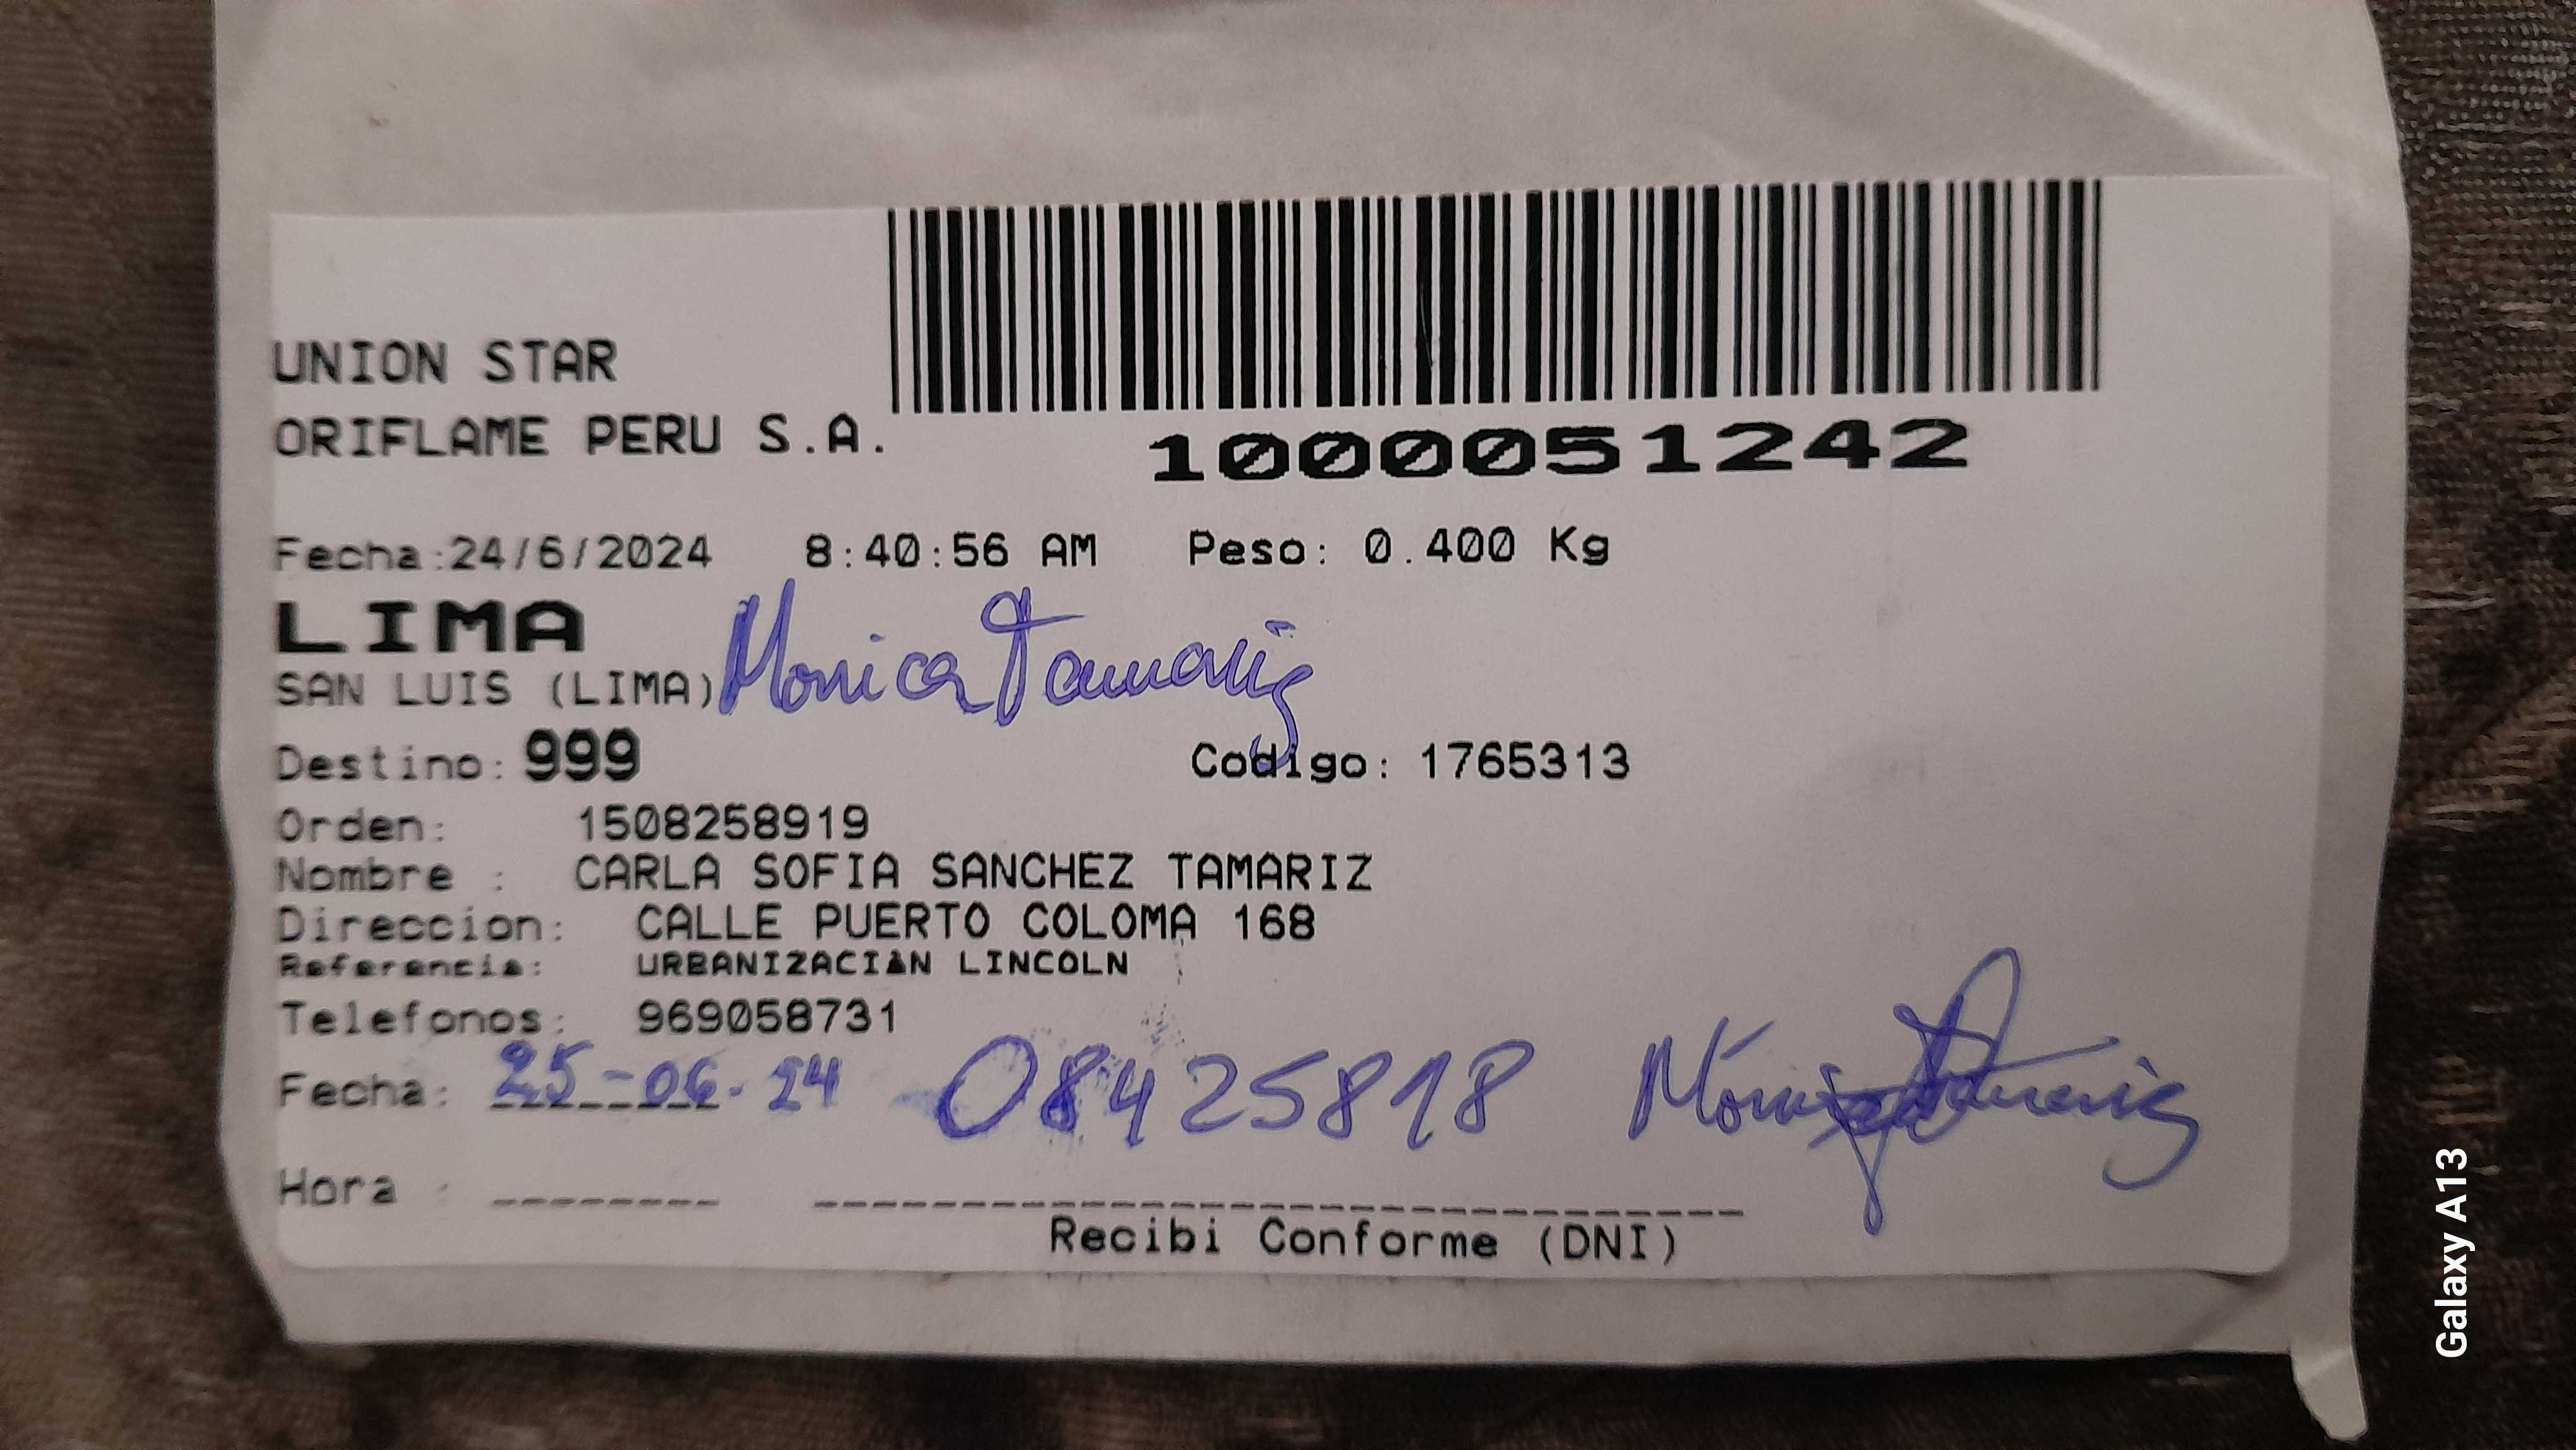 UNION STAR
ORIFLAME PERU S.A.
1000051242
Fecha:24/6/2024 8:40:56 AM Peso: 0.400 Kg
LIMA
SAN LUIS (LIMA) Monica Tamariz
Destino: 999 Codigo: 1765313
Orden: 1508258919
Nombre : CARLA SOFIA SANCHEZ TAMARIZ
Direccion: CALLE PUERTO COLOMA 168
Referencia: URBANIZACIÀN LINCOLN
Telefonos: 969058731
Fecha: 25-06-24 08425818
Hora :
Recibi Conforme (DNI)
Galaxy A13